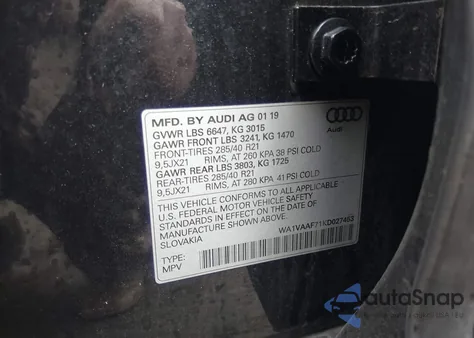 MFD. BY AUDI AG 01 19
GVWR LBS 6647, KG 3015
GAWR FRONT LBS 3241, KG 1470
FRONT-TIRES 285/40 R21
9,5JX21 RIMS, AT 260 KPA 38 PSI COLD
GAWR REAR LBS 3803, KG 1725
REAR-TIRES 285/40 R21
9,5JX21 RIMS, AT 280 KPA 41 PSI COLD
Audi
THIS VEHICLE CONFORMS TO ALL APPLICABLE
U.S. FEDERAL MOTOR VEHICLE SAFETY
STANDARDS IN EFFECT ON THE DATE OF
MANUFACTURE SHOWN ABOVE.
SLOVAKIA
WA1VAAF71KD027453
TYPE:
MPV
autoSnap